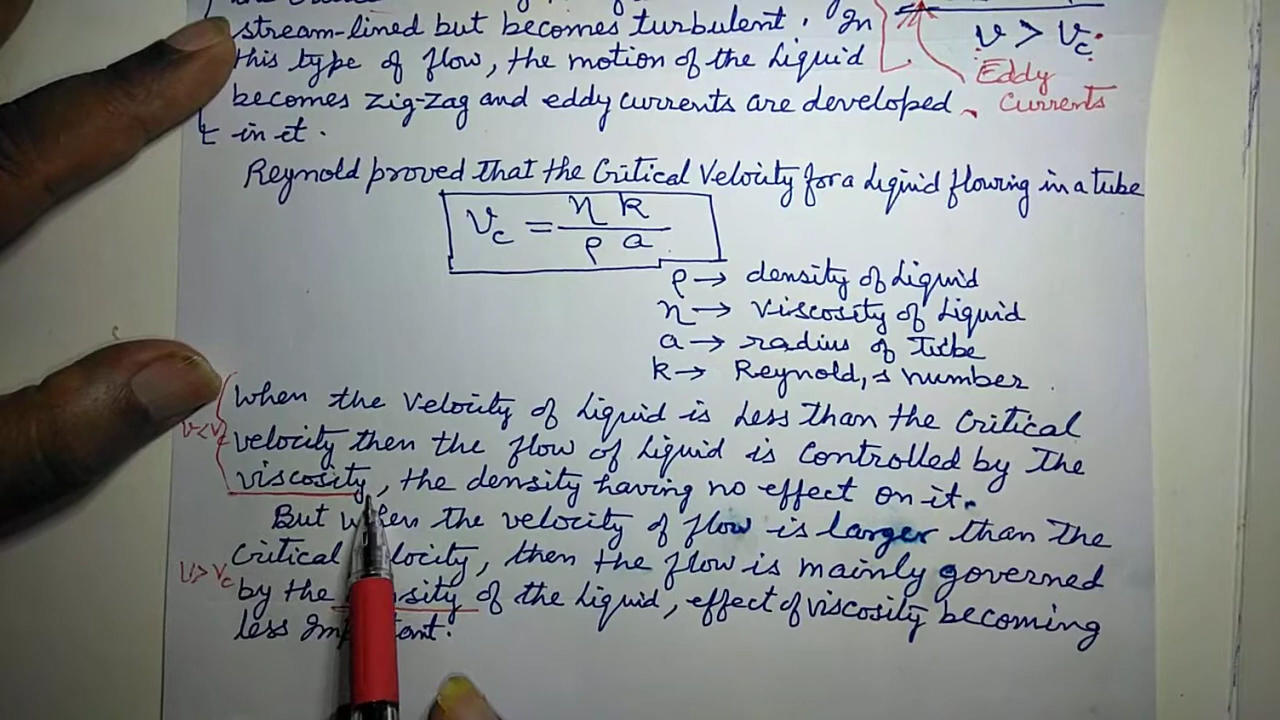 stream-lined but becomes turbulent. In
this type of flow, the motion of the Liquid
becomes zig-zag and eddy currents are developed
in it.
v > vc
Eddy
Currents
Reynold proved that the Critical Velocity for a Liquid flowing in a tube
Vc = η k / ρ a
ρ → density of Liquid
η → Viscosity of Liquid
a → radius of tube
k → Reynold,s number.
When the Velocity of Liquid is Less than the Critical
velocity then the flow of Liquid is Controlled by the
viscosity, the density having no effect on it.
v<vc
But when the velocity of flow is larger than the
Critical velocity, then the flow is mainly governed
by the density of the Liquid, effect of viscosity becoming
less important.
v>vc